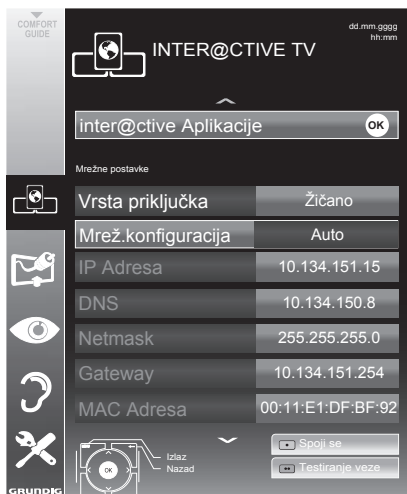 COMFORT
GUIDE
INTER@CTIVE TV
dd.mm.gggg
hh:mm
inter@ctive Aplikacije
OK
Mrežne postavke
Vrsta priključka
Žičano
Mrež.konfiguracija
Auto
IP Adresa
10.134.151.15
DNS
10.134.150.8
Netmask
255.255.255.0
Gateway
10.134.151.254
MAC Adresa
00:11:E1:DF:BF:92
OK
Izlaz
Nazad
Spoji se
Testiranje veze
GRUNDIG